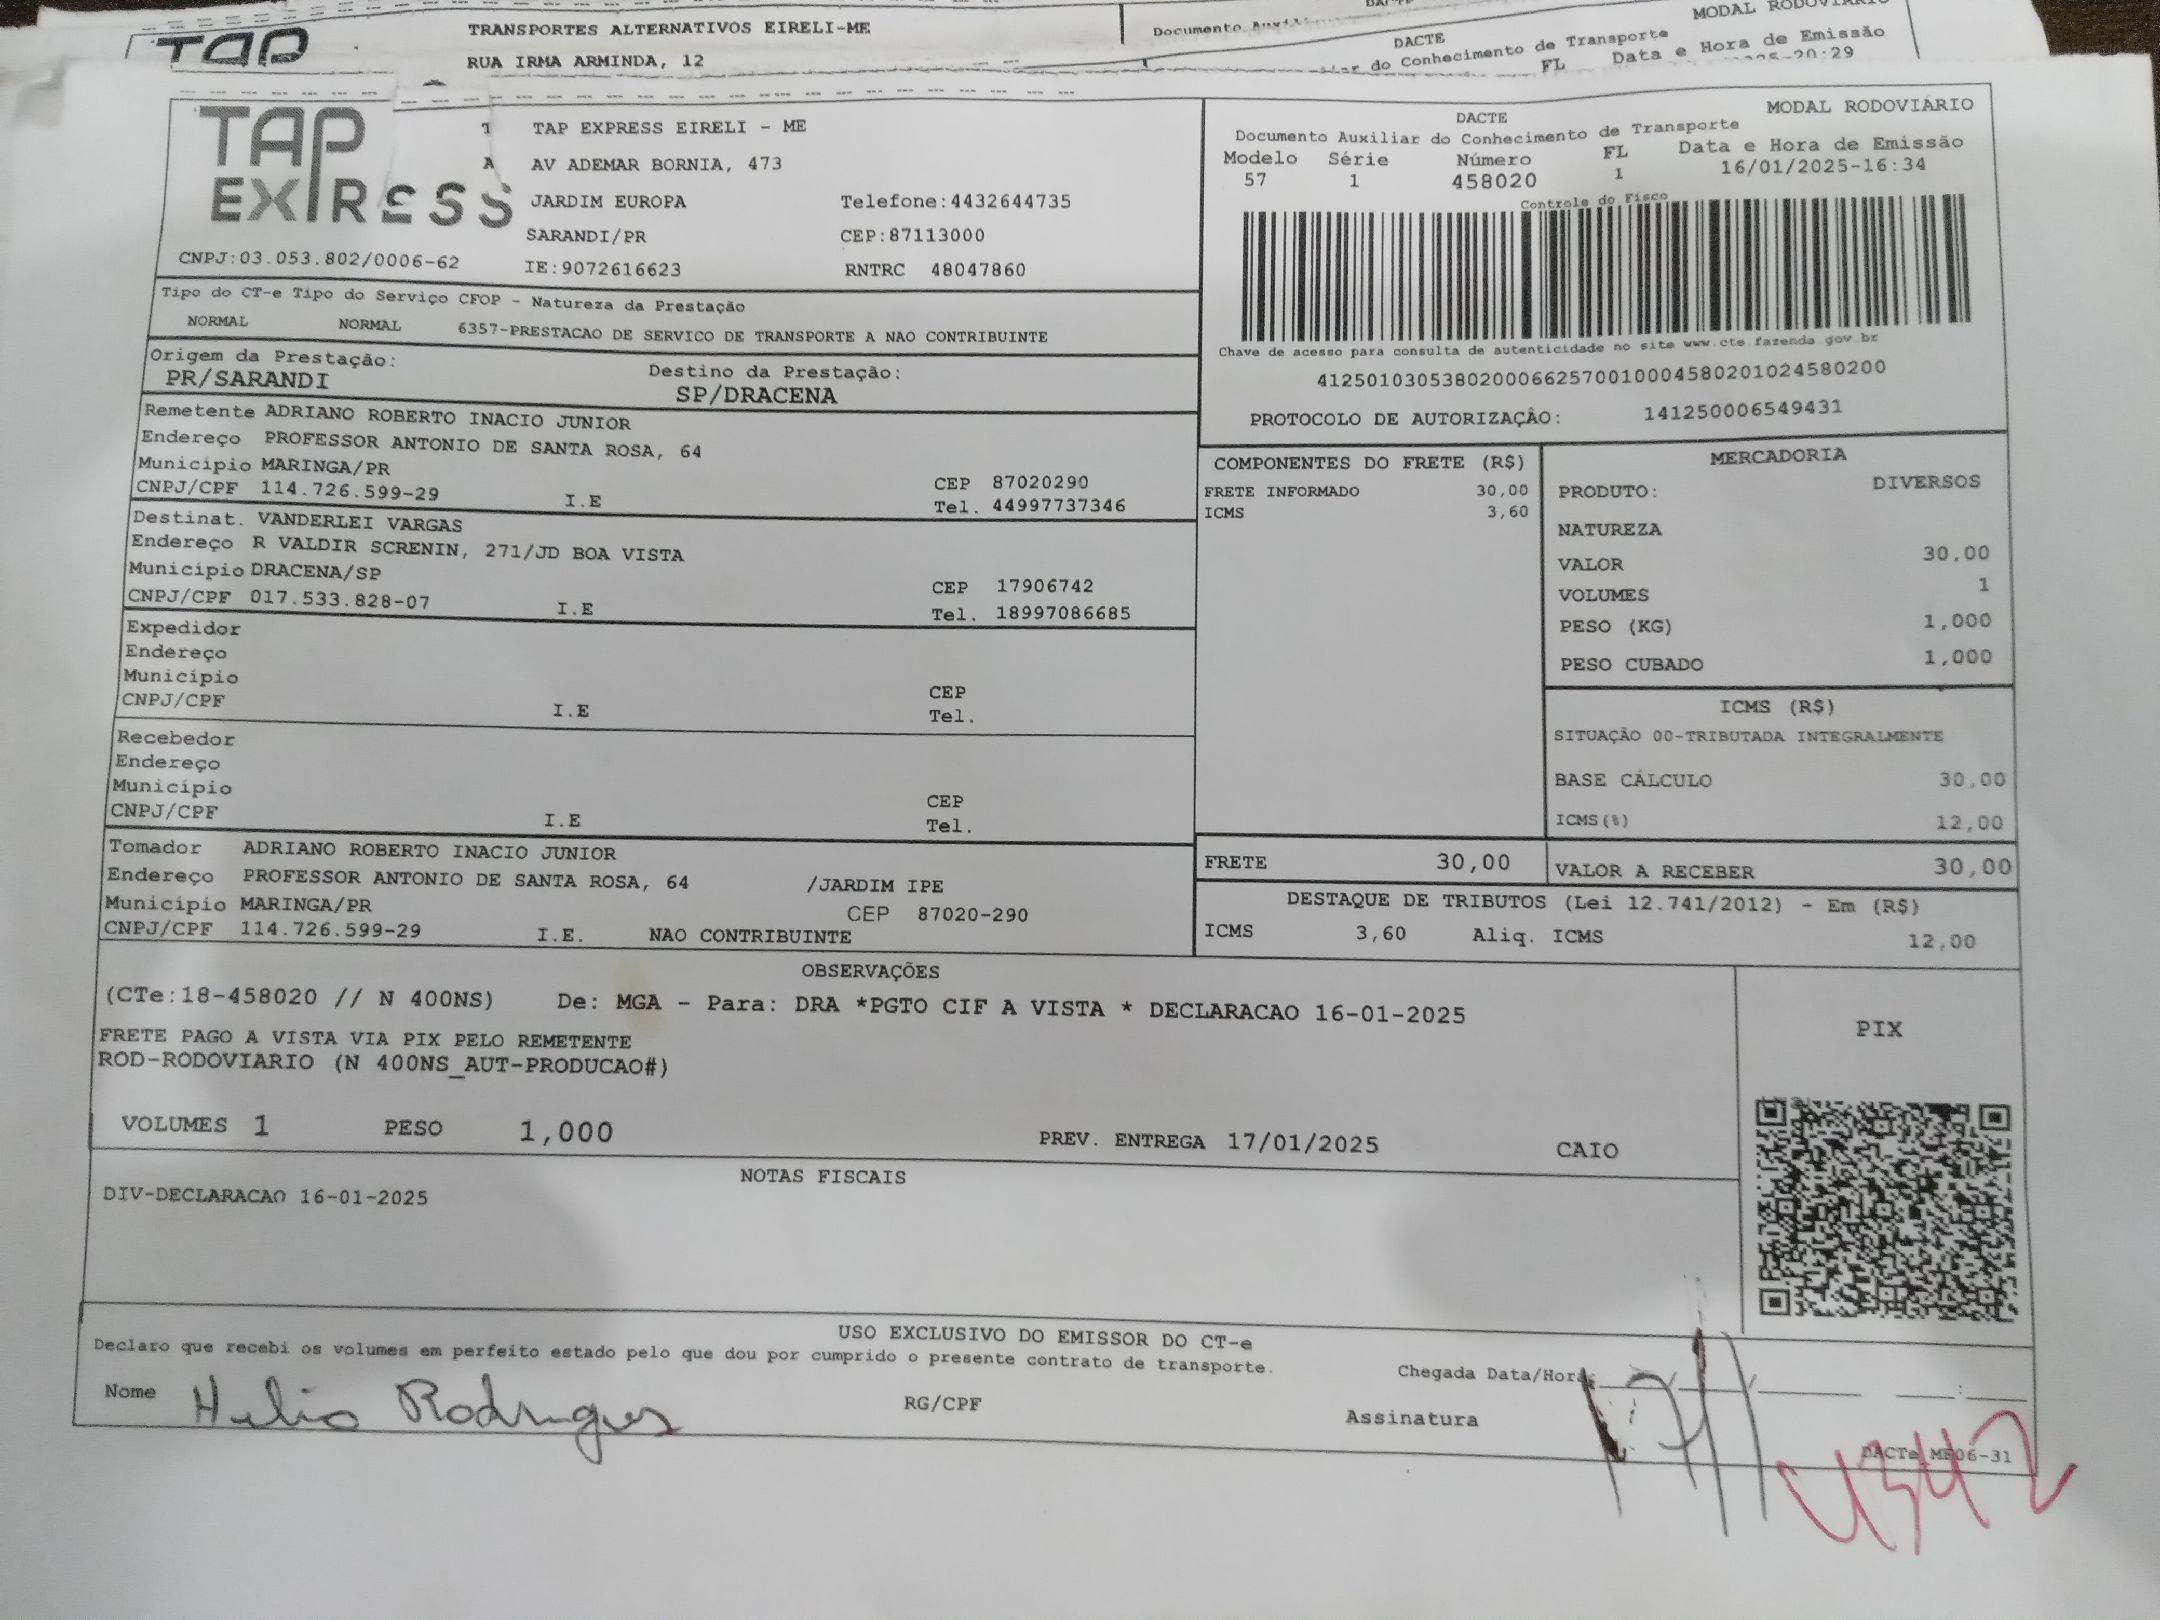 TAP
TRANSPORTES ALTERNATIVOS EIRELI-ME
RUA IRMA ARMINDA, 12
Documento
MODAL RODOVIÁRIO
DACTE
do Conhecimento de Transporte
FL Data e Hora de Emissão
20:29
TAP EXPRESS
TAP EXPRESS EIRELI - ME
AV ADEMAR BORNIA, 473
JARDIM EUROPA Telefone:4432644735
SARANDI/PR CEP:87113000
CNPJ:03.053.802/0006-62 IE:9072616623 RNTRC 48047860
DACTE MODAL RODOVIÁRIO
Documento Auxiliar do Conhecimento de Transporte
Modelo Série Número FL Data e Hora de Emissão
57 1 458020 1 16/01/2025-16:34
Controle do Fisco
Chave de acesso para consulta de autenticidade no site www.cte.fazenda.gov.br
41250103053802000662570010004580201024580200
PROTOCOLO DE AUTORIZAÇÂO: 141250006549431
Tipo do CT-e Tipo do Serviço CFOP - Natureza da Prestação
NORMAL NORMAL 6357-PRESTACAO DE SERVICO DE TRANSPORTE A NAO CONTRIBUINTE
Origem da Prestação: Destino da Prestação:
PR/SARANDI SP/DRACENA
Remetente ADRIANO ROBERTO INACIO JUNIOR
Endereço PROFESSOR ANTONIO DE SANTA ROSA, 64
Município MARINGA/PR CEP 87020290
CNPJ/CPF 114.726.599-29 I.E Tel. 44997737346
Destinat. VANDERLEI VARGAS
Endereço R VALDIR SCRENIN, 271/JD BOA VISTA
Município DRACENA/SP CEP 17906742
CNPJ/CPF 017.533.828-07 I.E Tel. 18997086685
Expedidor
Endereço
Município CEP
CNPJ/CPF I.E Tel.
Recebedor
Endereço
Município CEP
CNPJ/CPF I.E Tel.
Tomador ADRIANO ROBERTO INACIO JUNIOR
Endereço PROFESSOR ANTONIO DE SANTA ROSA, 64 /JARDIM IPE
Município MARINGA/PR CEP 87020-290
CNPJ/CPF 114.726.599-29 I.E. NAO CONTRIBUINTE
COMPONENTES DO FRETE (R$)
FRETE INFORMADO 30,00
ICMS 3,60
MERCADORIA
PRODUTO: DIVERSOS
NATUREZA
VALOR 30,00
VOLUMES 1
PESO (KG) 1,000
PESO CUBADO 1,000
ICMS (R$)
SITUAÇÃO 00-TRIBUTADA INTEGRALMENTE
BASE CÁLCULO 30,00
ICMS(%) 12,00
FRETE 30,00 VALOR A RECEBER 30,00
DESTAQUE DE TRIBUTOS (Lei 12.741/2012) - Em (R$)
ICMS 3,60 Aliq. ICMS 12,00
OBSERVAÇÕES
(CTe:18-458020 // N 400NS) De: MGA - Para: DRA *PGTO CIF A VISTA * DECLARACAO 16-01-2025
FRETE PAGO A VISTA VIA PIX PELO REMETENTE
ROD-RODOVIARIO (N 400NS_AUT-PRODUCAO#)
VOLUMES 1 PESO 1,000 PREV. ENTREGA 17/01/2025 CAIO
PIX
NOTAS FISCAIS
DIV-DECLARACAO 16-01-2025
USO EXCLUSIVO DO EMISSOR DO CT-e
Declaro que recebi os volumes em perfeito estado pelo que dou por cumprido o presente contrato de transporte.
Chegada Data/Hora:
Nome Helio Rodrigues RG/CPF Assinatura
DACTe_MF06-31